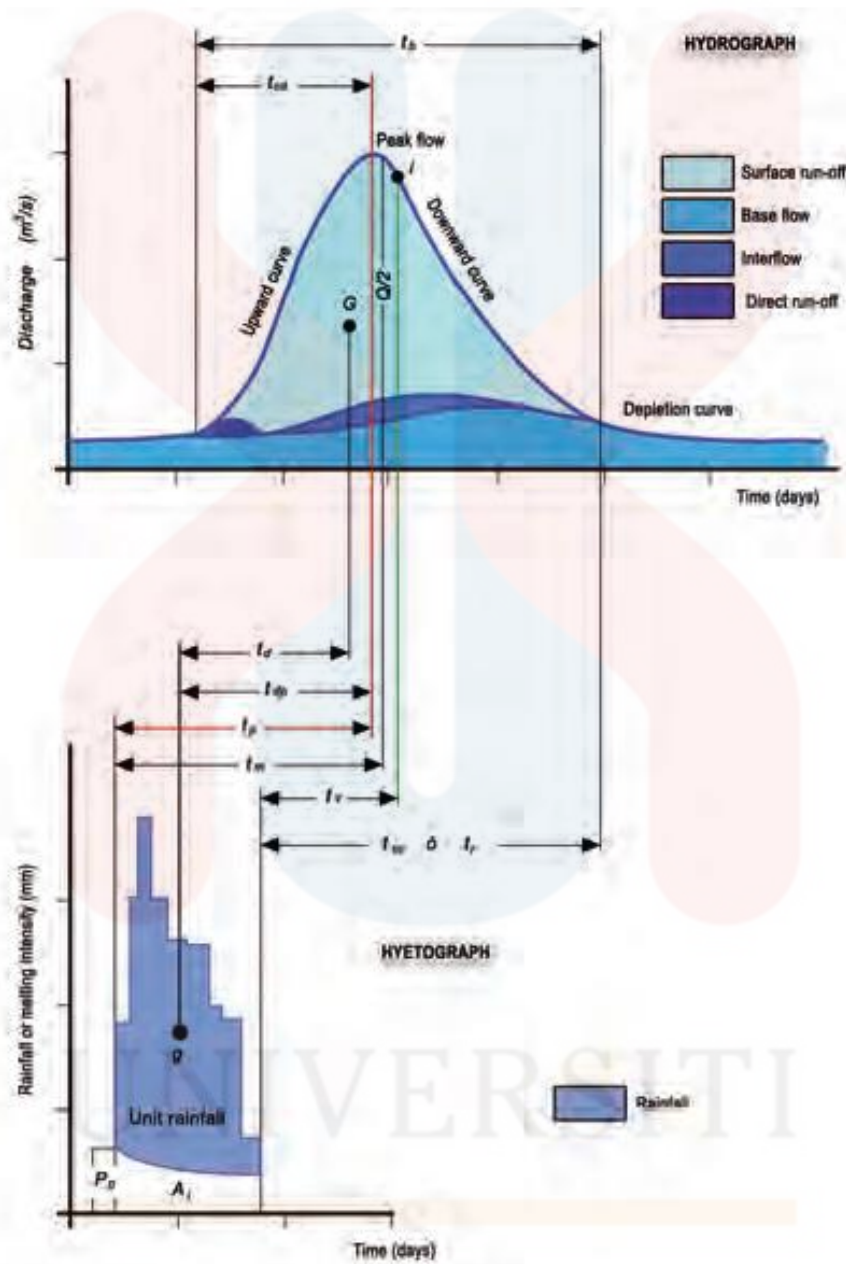 t_b
HYDROGRAPH
Peak flow
i
Surface run-off
Base flow
Interflow
Direct run-off
Discharge (m³/s)
Upward curve
Downward curve
Q/2
G
Depletion curve
Time (days)
t_d
t_dp
t_p
t_m
t_v
ó t_r
Rainfall or melting intensity (mm)
HYETOGRAPH
g
Unit rainfall
Rainfall
UNIVERSITI
A_i
Time (days)